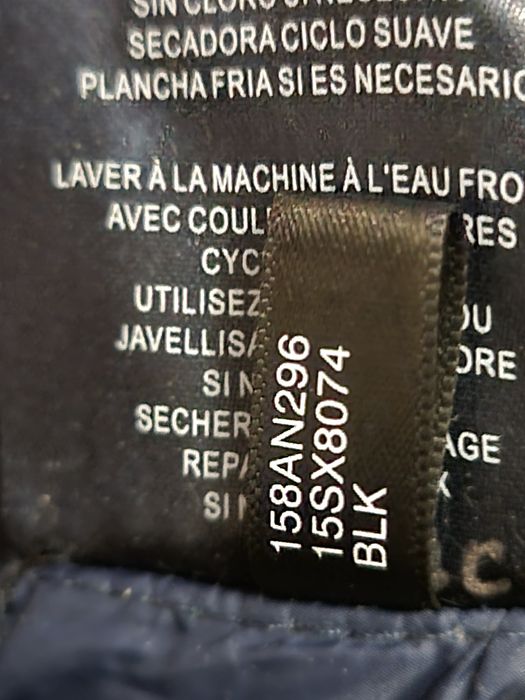 SECADORA CICLO SUAVE
PLANCHA FRIA SI ES NECESARIO
LAVER À LA MACHINE À L'EAU FRO
AVEC COUL RES
CYC
UTILISEZ OU
JAVELLISA DRE
SI N
SECHER AGE
REPA X
SI
158AN296
15SX8074
BLK
C